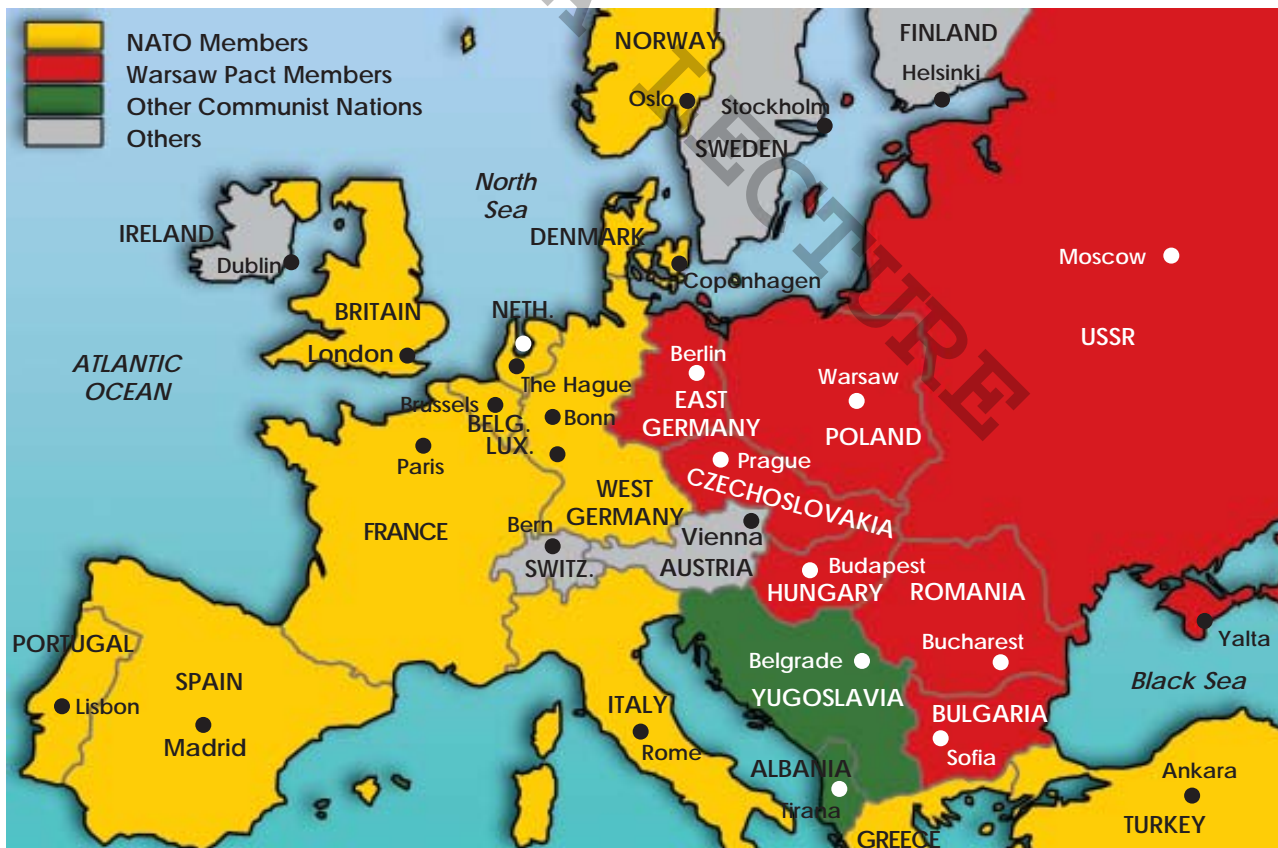 NATO Members
Warsaw Pact Members
Other Communist Nations
Others
NORWAY
Oslo
FINLAND
Helsinki
Stockholm
SWEDEN
North
Sea
IRELAND
Dublin
DENMARK
Copenhagen
Moscow
USSR
BRITAIN
London
NETH.
The Hague
ATLANTIC
OCEAN
Berlin
EAST
GERMANY
Warsaw
POLAND
Brussels
BELG.
LUX.
Bonn
Paris
Prague
CZECHOSLOVAKIA
WEST
GERMANY
FRANCE
Bern
SWITZ.
Vienna
AUSTRIA
Budapest
HUNGARY
ROMANIA
Bucharest
Yalta
Black Sea
PORTUGAL
Lisbon
SPAIN
Madrid
ITALY
Rome
Belgrade
YUGOSLAVIA
BULGARIA
Sofia
ALBANIA
Tirana
GREECE
Ankara
TURKEY
LECTURE